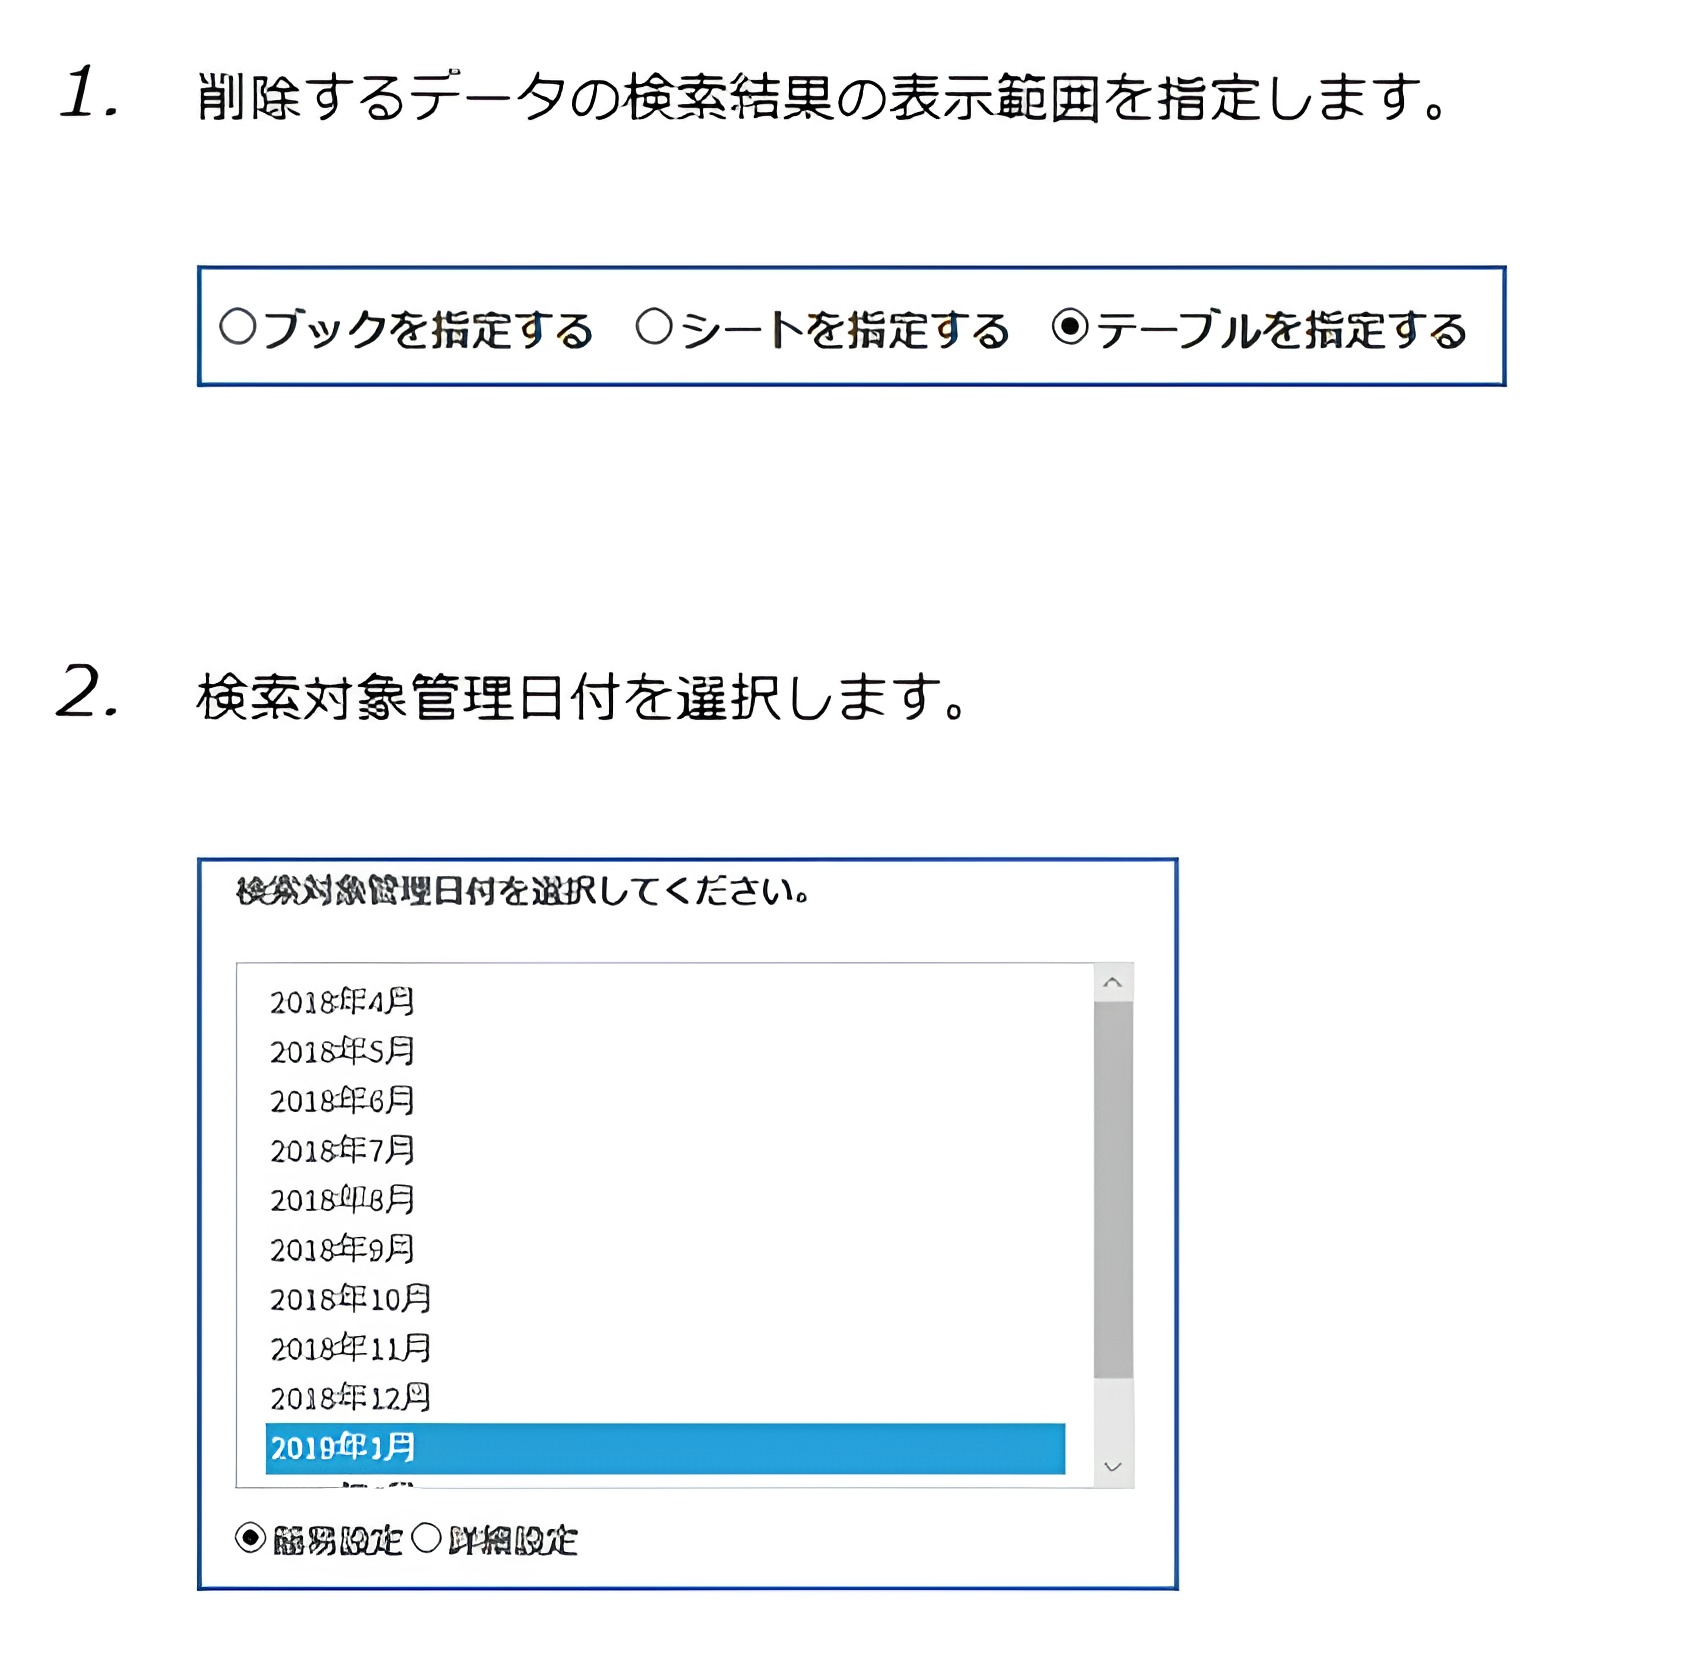 1. 削除するデータの検索結果の表示範囲を指定します。
ブックを指定する シートを指定する テーブルを指定する
2. 検索対象管理日付を選択します。
検索対象管理日付を選択してください。
2018年4月
2018年5月
2018年6月
2018年7月
2018年8月
2018年9月
2018年10月
2018年11月
2018年12月
2019年1月
簡易設定 詳細設定